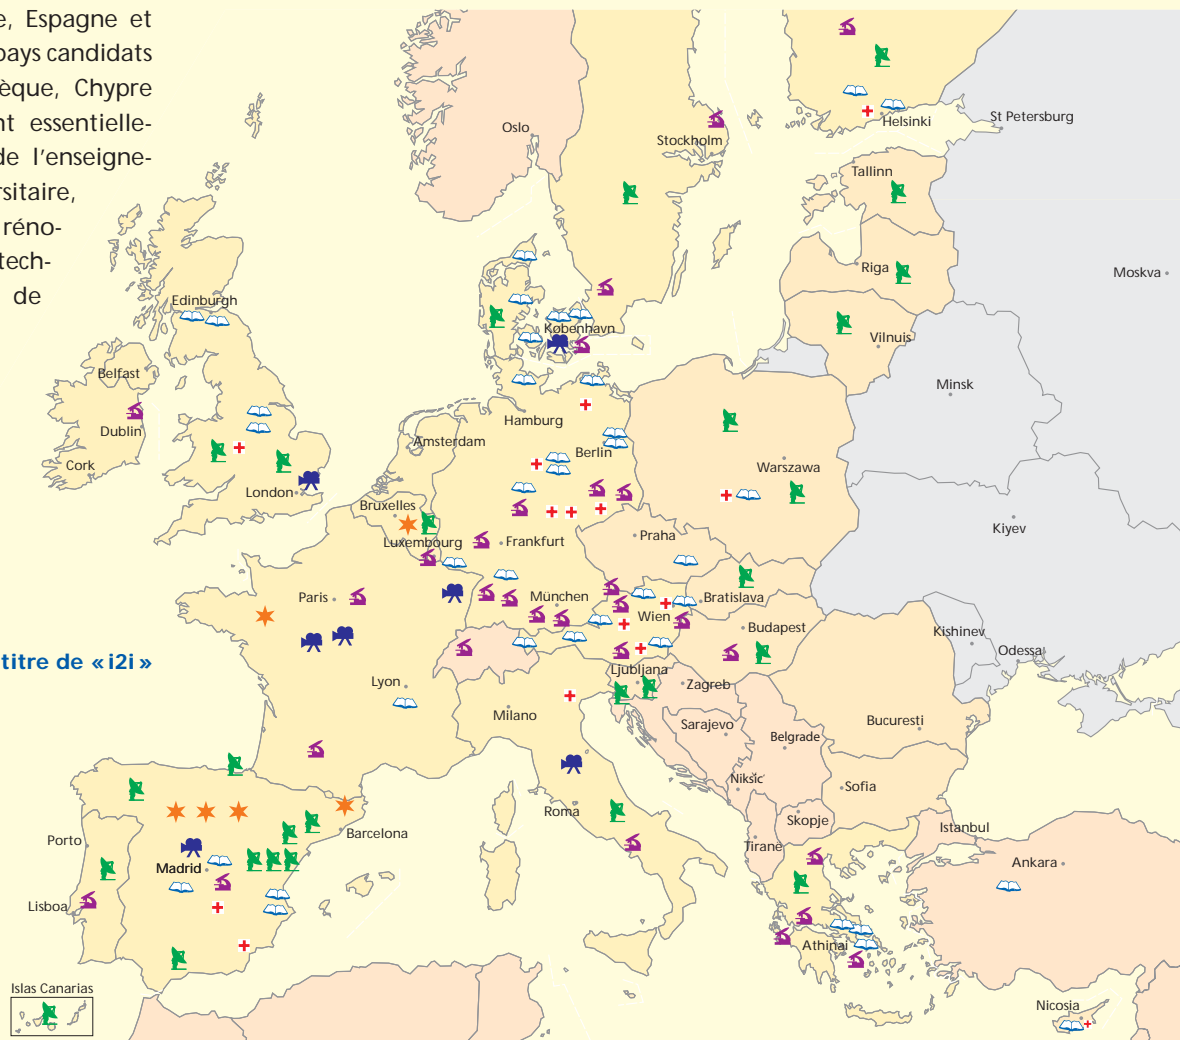 e, Espagne et
pays candidats
èque, Chypre
nt essentielle-
de l'enseigne-
rsitaire,
réno-
tech-
de
titre de « i2i »
Oslo
Stockholm
Helsinki
St Petersburg
Tallinn
Riga
Moskva
Vilnuis
Minsk
Edinburgh
København
Belfast
Dublin
Cork
London
Hamburg
Amsterdam
Berlin
Warszawa
Bruxelles
Luxembourg
Frankfurt
Praha
Kiyev
Paris
München
Wien
Bratislava
Budapest
Kishinev
Odessa
Lyon
Ljubljana
Zagreb
Milano
Sarajevo
Belgrade
Bucuresti
Niksic
Sofia
Roma
Skopje
Istanbul
Tirane
Ankara
Porto
Barcelona
Madrid
Lisboa
Athinai
Islas Canarias
Nicosia